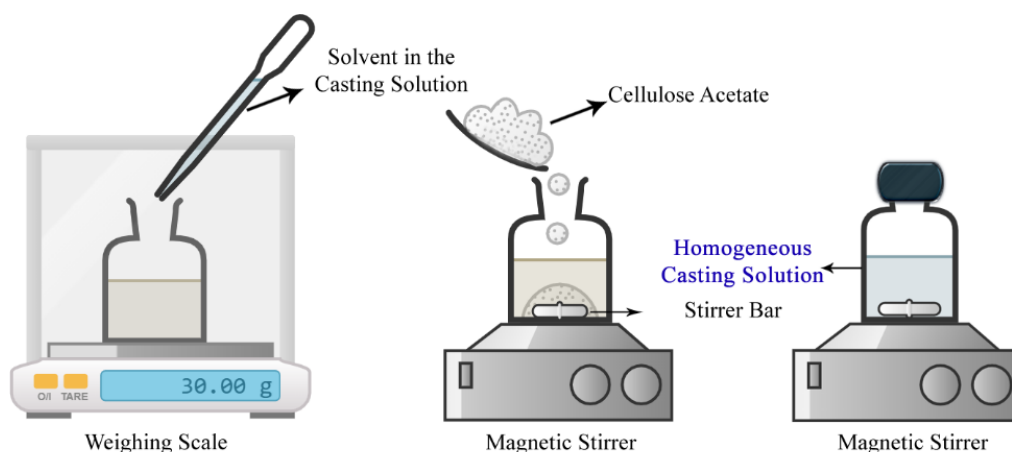 Solvent in the
Casting Solution
Cellulose Acetate
Homogeneous
Casting Solution
Stirrer Bar
30.00 g
O/I TARE
Weighing Scale
Magnetic Stirrer
Magnetic Stirrer